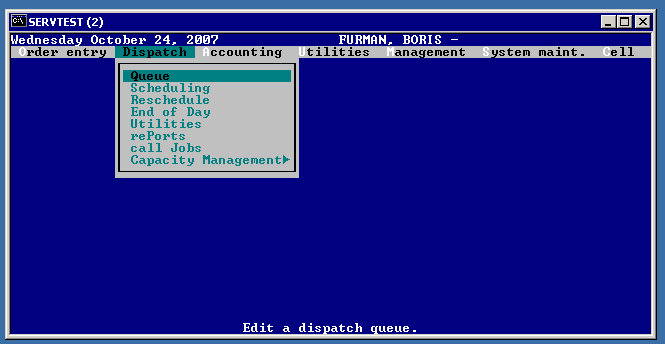 SERVTEST (2)
Wednesday October 24, 2007 FURMAN, BORIS -
Order entry Dispatch Accounting Utilities Management System maint. Cell
Queue
Scheduling
Reschedule
End of Day
Utilities
rePorts
call Jobs
Capacity Management►
Edit a dispatch queue.